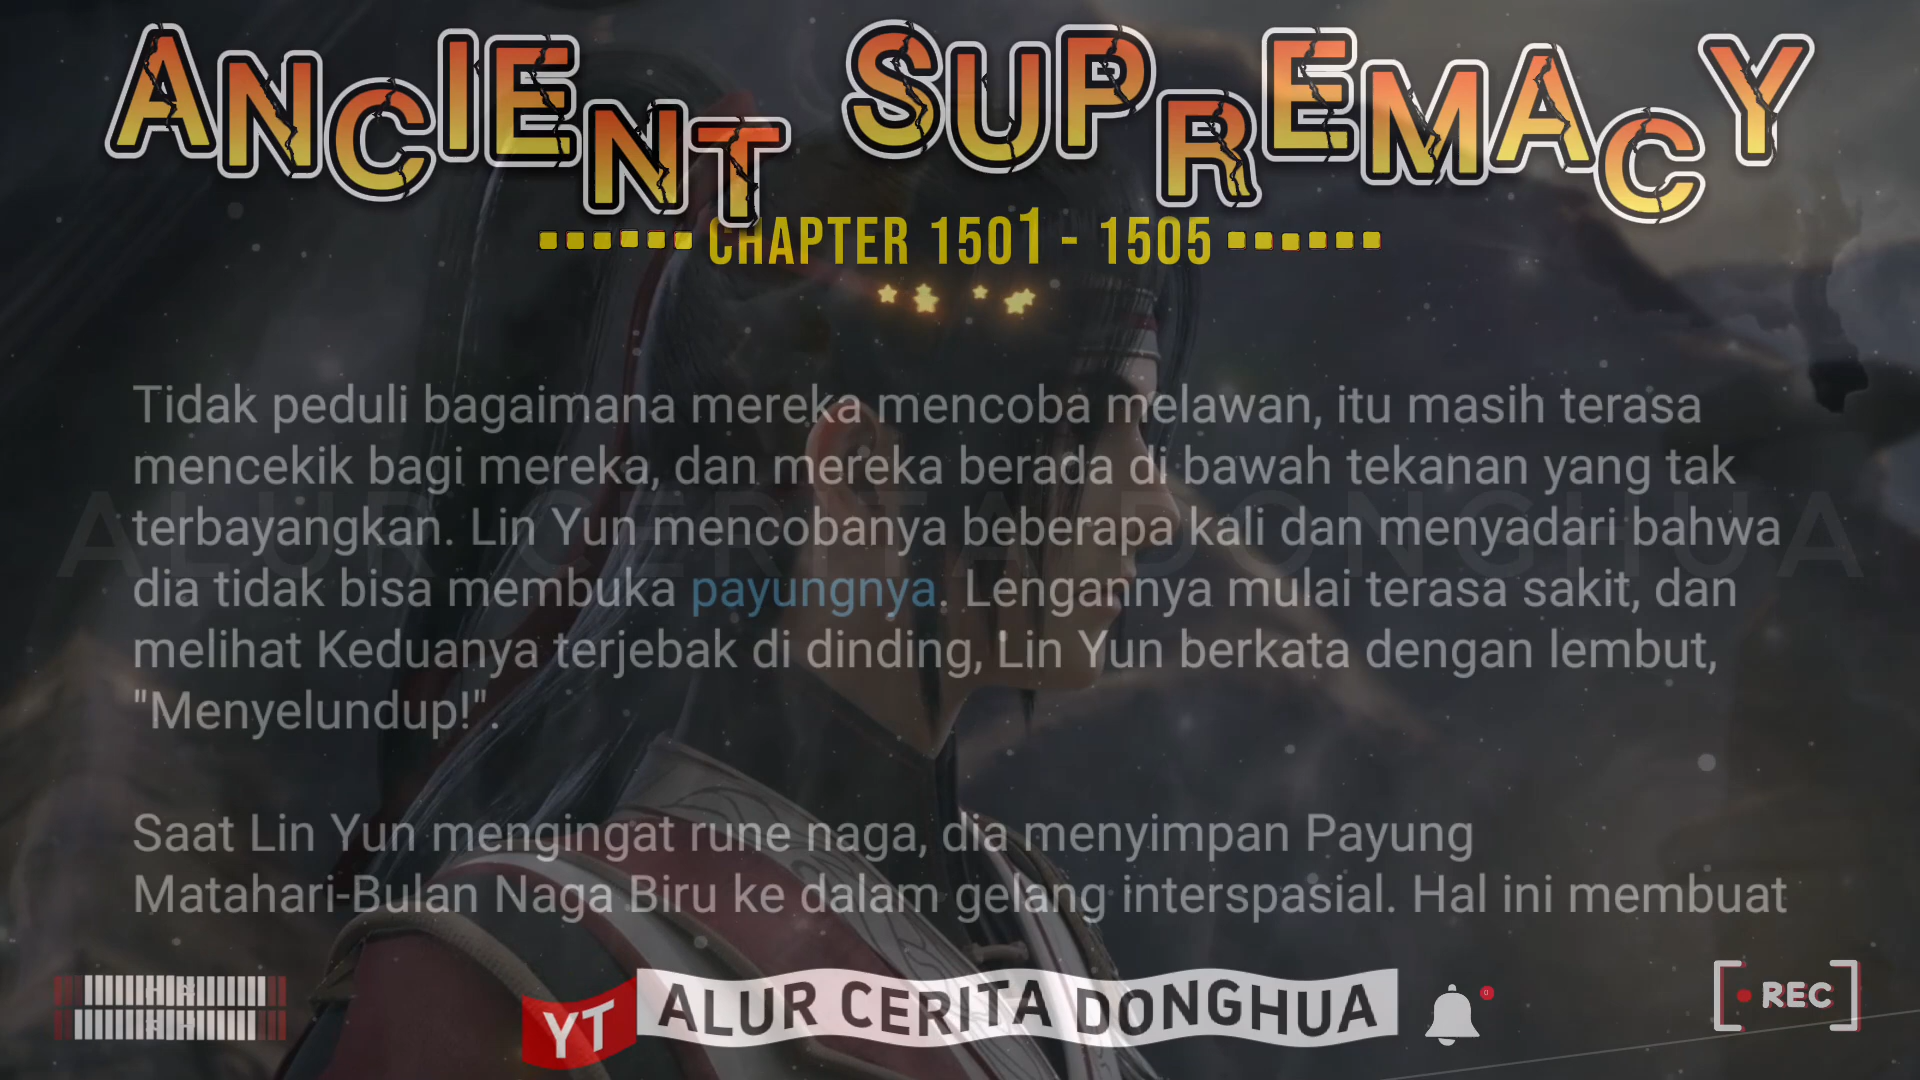 ANCIENT SUPREMACY
CHAPTER 1501 - 1505
Tidak peduli bagaimana mereka mencoba melawan, itu masih terasa
mencekik bagi mereka, dan mereka berada di bawah tekanan yang tak
terbayangkan. Lin Yun mencobanya beberapa kali dan menyadari bahwa
dia tidak bisa membuka payungnya. Lengannya mulai terasa sakit, dan
melihat Keduanya terjebak di dinding, Lin Yun berkata dengan lembut,
"Menyelundup!".
Saat Lin Yun mengingat rune naga, dia menyimpan Payung
Matahari-Bulan Naga Biru ke dalam gelang interspasial. Hal ini membuat
ALUR CERITA DONGHUA
YT ALUR CERITA DONGHUA
REC